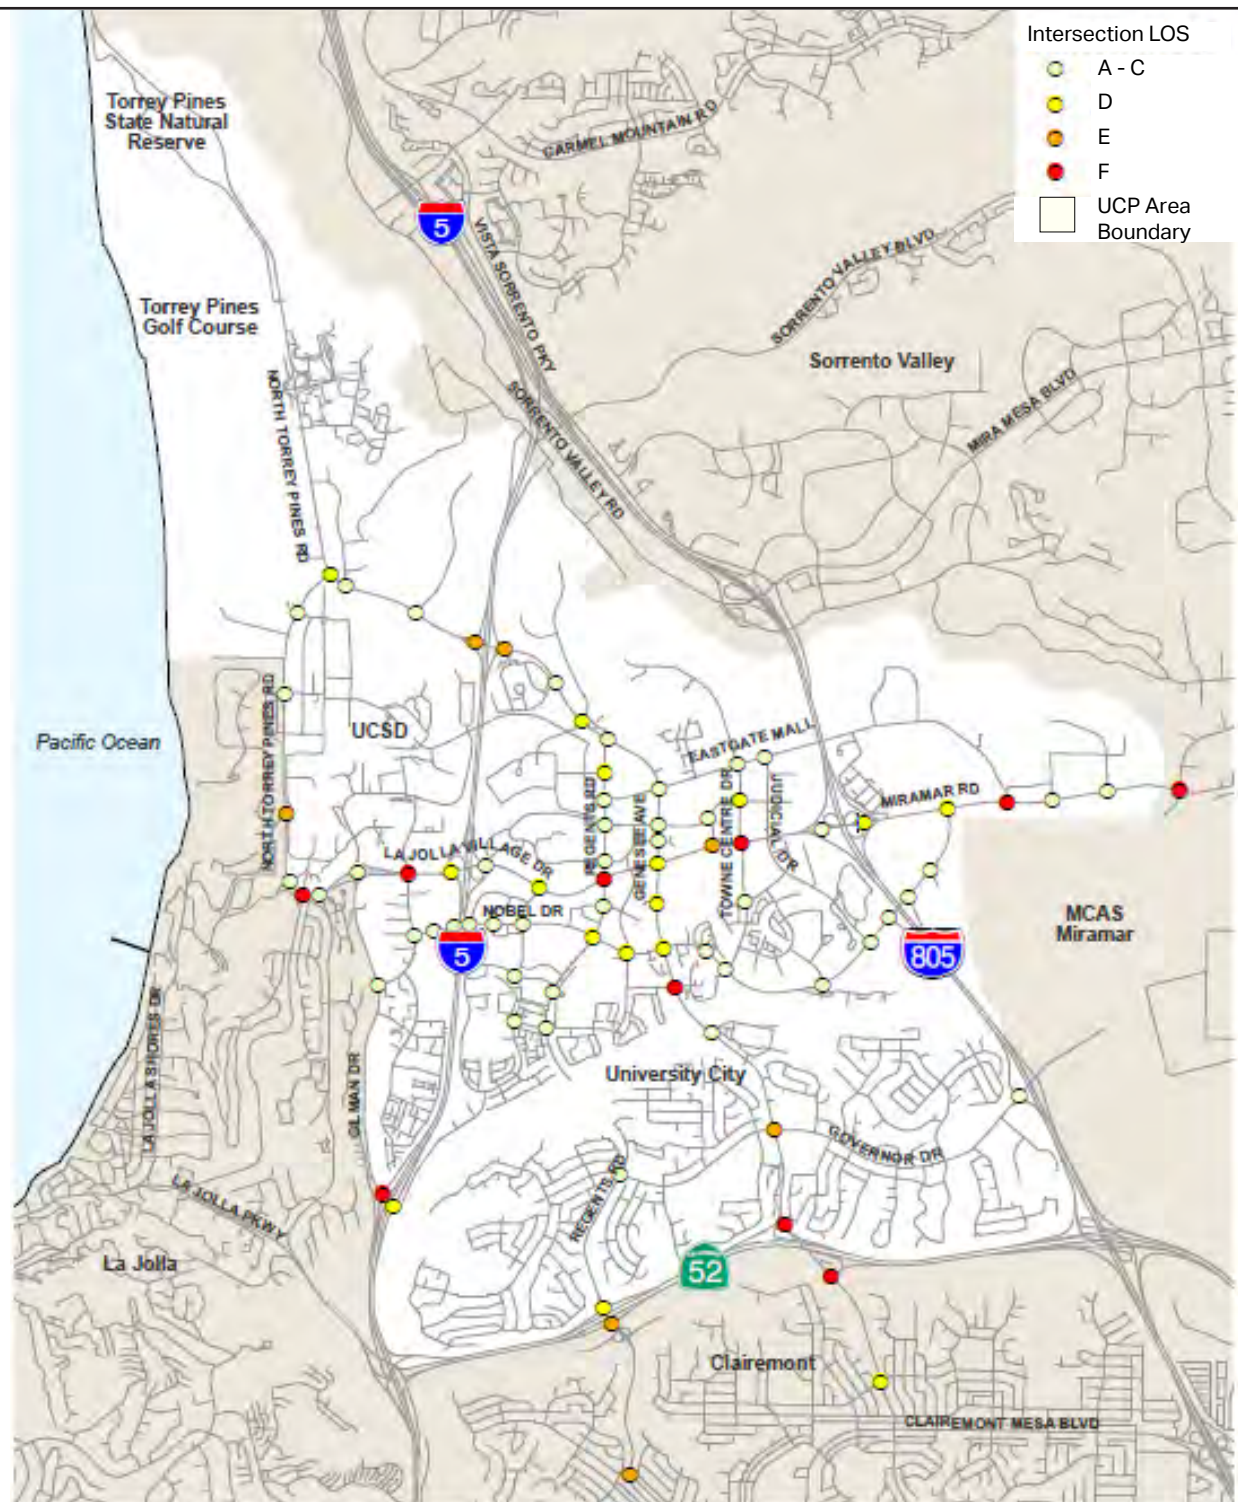 Intersection LOS
A - C
D
E
F
UCP Area
Boundary
Torrey Pines
State Natural
Reserve
CARMEL MOUNTAIN RD
5
VISTA SORRENTO PKY
SORRENTO VALLEY BLVD
Torrey Pines
Golf Course
Sorrento Valley
MIRA MESA BLVD
NORTH TORREY PINES RD
SORRENTO VALLEY RD
NORTH TORREY PINES RD
UCSD
Pacific Ocean
EASTGATE MALL
MIRAMAR RD
REGENTS RD
GENESEE AVE
TOWNE CENTRE DR
JUDICIAL DR
LA JOLLA VILLAGE DR
NOBEL DR
MCAS
Miramar
5
805
LA JOLLA SHORES DR
GILMAN DR
University City
GOVERNOR DR
REGENTS RD
LA JOLLA PKWY
La Jolla
52
Clairemont
CLAIREMONT MESA BLVD